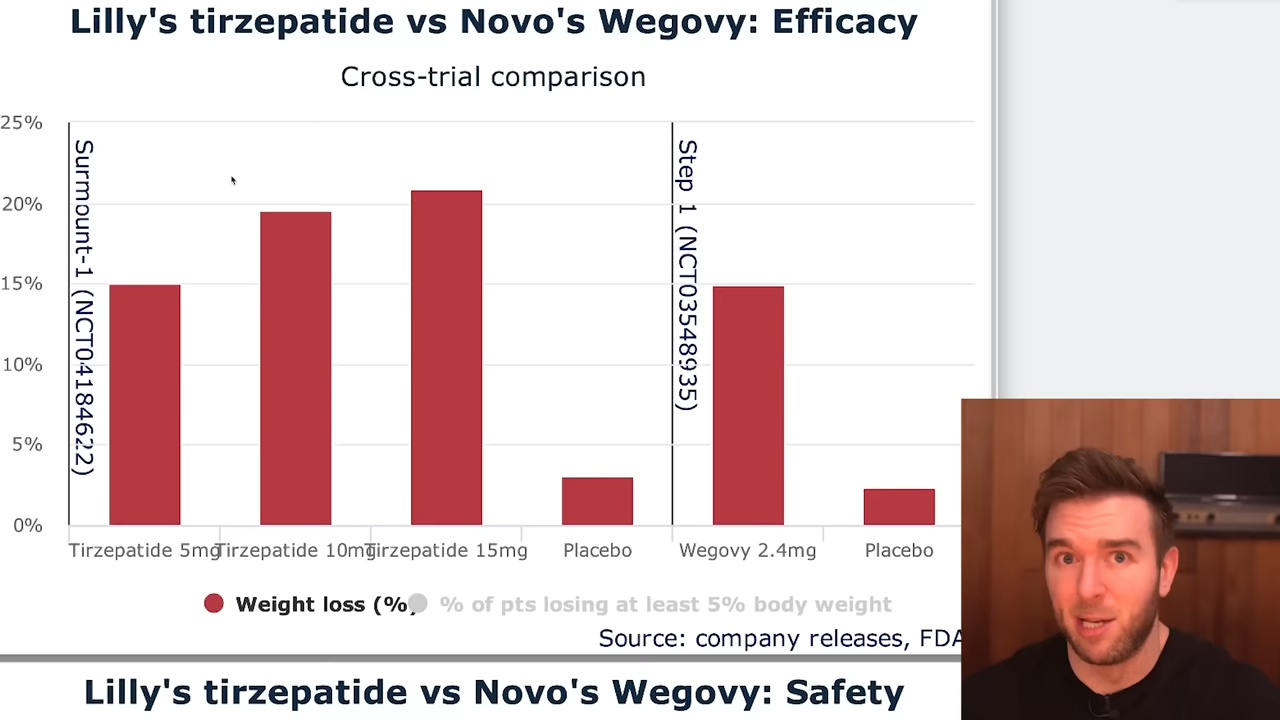 Lilly's tirzepatide vs Novo's Wegovy: Efficacy
Cross-trial comparison
25%
20%
15%
10%
5%
0%
Surmount-1 (NCT04184622)
Step 1 (NCT03548935)
Tirzepatide 5mg Tirzepatide 10mg Tirzepatide 15mg Placebo Wegovy 2.4mg Placebo
Weight loss (%) % of pts losing at least 5% body weight
Source: company releases, FDA
Lilly's tirzepatide vs Novo's Wegovy: Safety